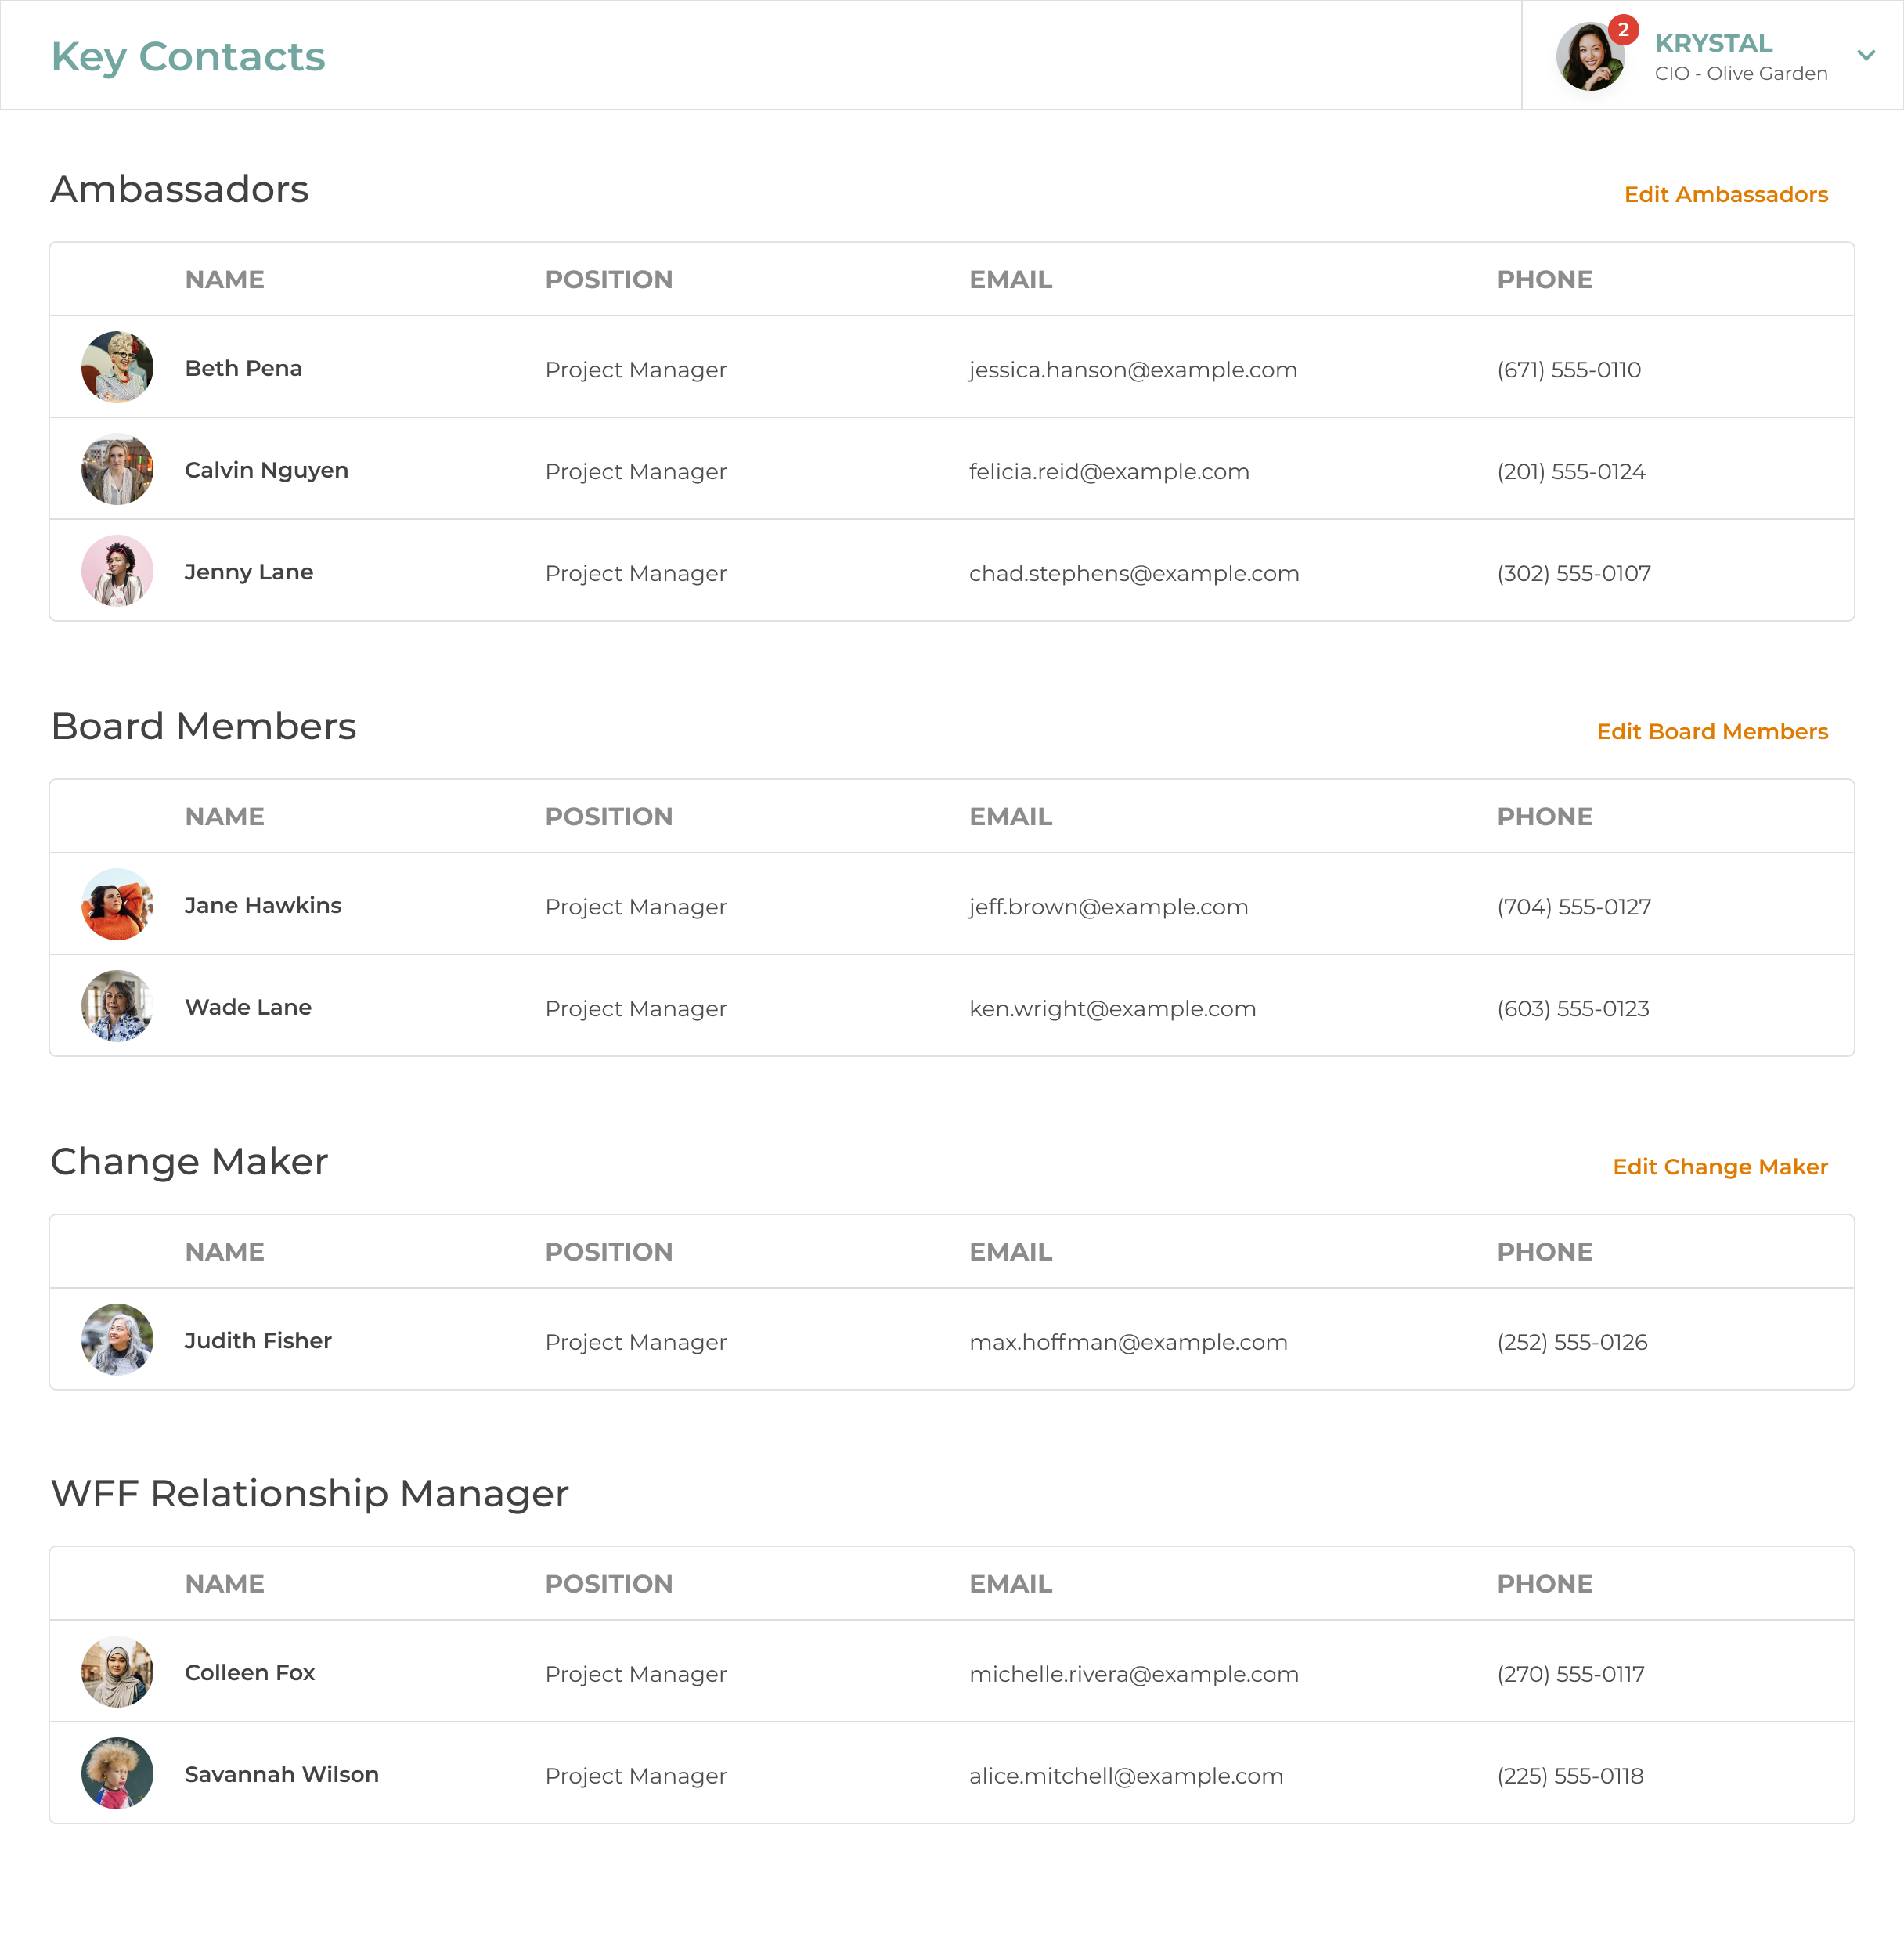 Key Contacts
2
KRYSTAL
CIO - Olive Garden
Ambassadors
Edit Ambassadors
NAME POSITION EMAIL PHONE
Beth Pena Project Manager jessica.hanson@example.com (671) 555-0110
Calvin Nguyen Project Manager felicia.reid@example.com (201) 555-0124
Jenny Lane Project Manager chad.stephens@example.com (302) 555-0107
Board Members
Edit Board Members
NAME POSITION EMAIL PHONE
Jane Hawkins Project Manager jeff.brown@example.com (704) 555-0127
Wade Lane Project Manager ken.wright@example.com (603) 555-0123
Change Maker
Edit Change Maker
NAME POSITION EMAIL PHONE
Judith Fisher Project Manager max.hoffman@example.com (252) 555-0126
WFF Relationship Manager
NAME POSITION EMAIL PHONE
Colleen Fox Project Manager michelle.rivera@example.com (270) 555-0117
Savannah Wilson Project Manager alice.mitchell@example.com (225) 555-0118